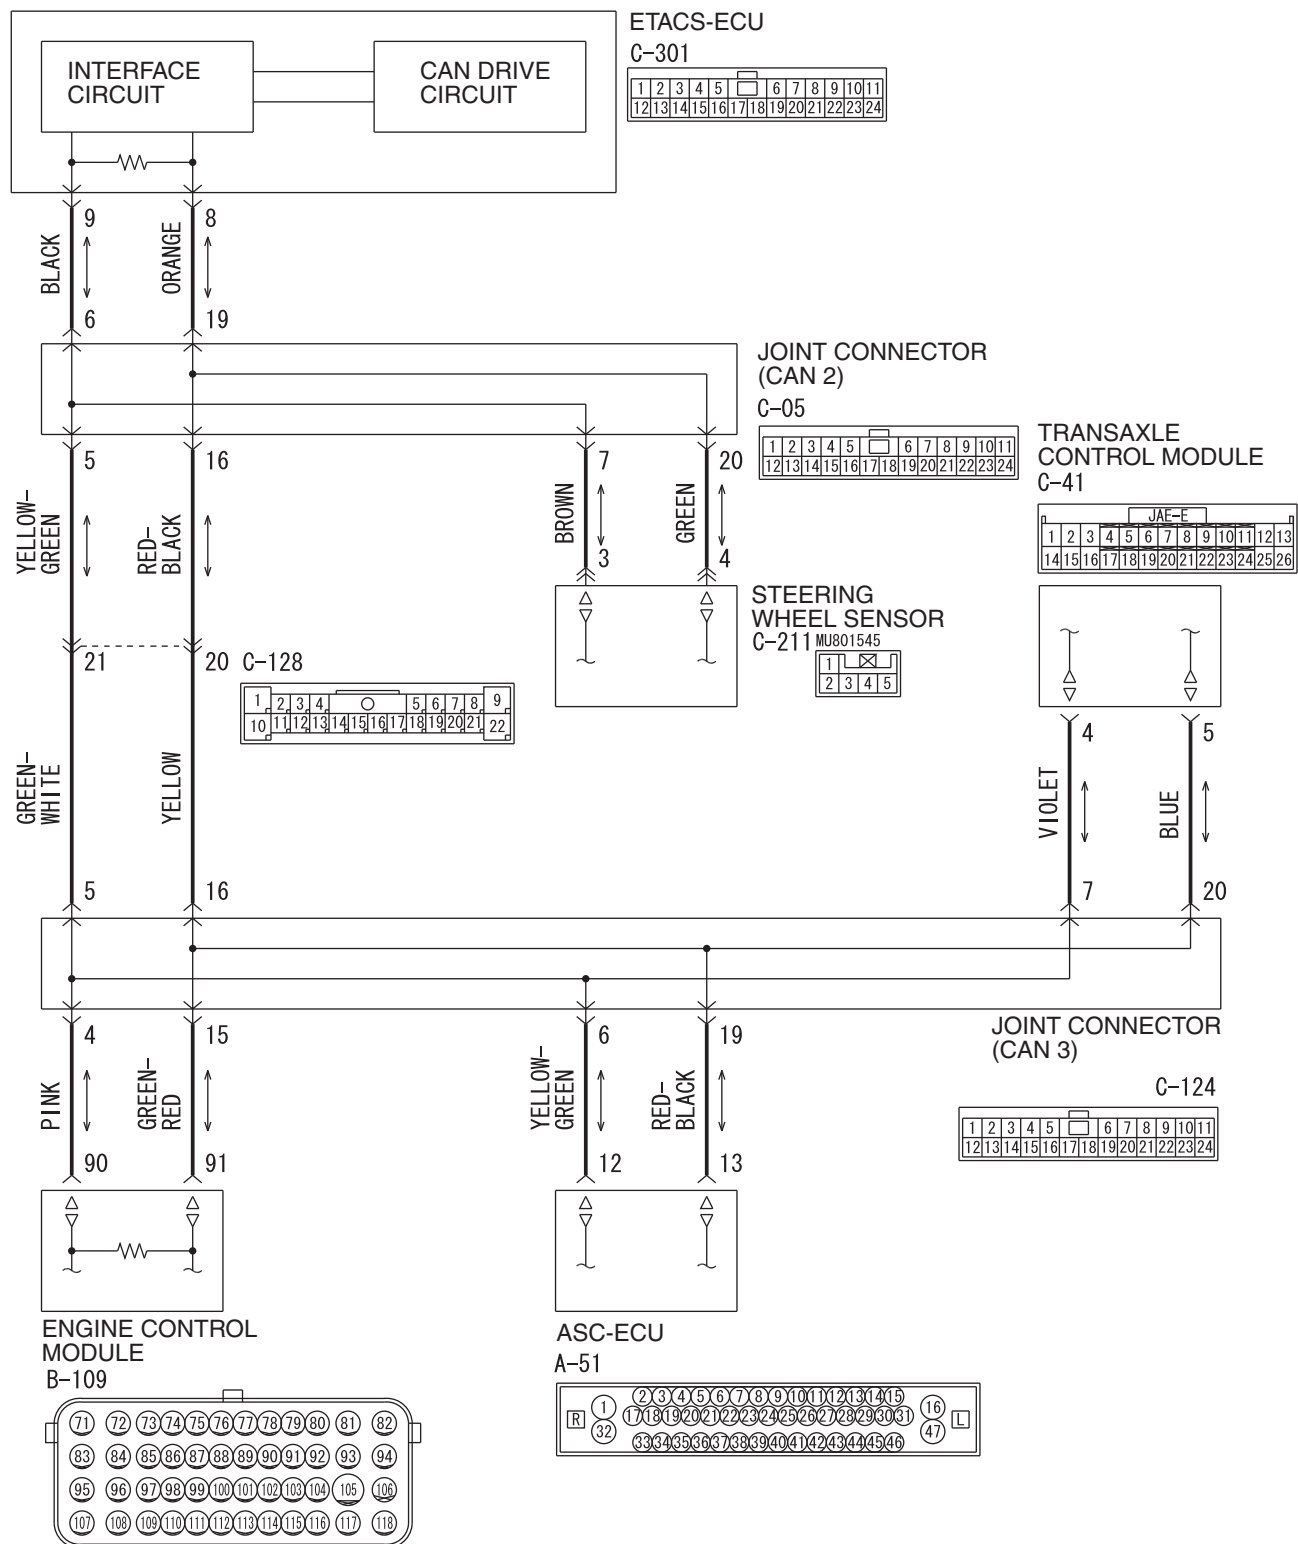 ETACS-ECU
C-301
INTERFACE
CIRCUIT
CAN DRIVE
CIRCUIT
1 2 3 4 5 6 7 8 9 10 11
12 13 14 15 16 17 18 19 20 21 22 23 24
9
8
BLACK
ORANGE
6
19
JOINT CONNECTOR
(CAN 2)
C-05
1 2 3 4 5 6 7 8 9 10 11
12 13 14 15 16 17 18 19 20 21 22 23 24
TRANSAXLE
CONTROL MODULE
C-41
JAE-E
1 2 3 4 5 6 7 8 9 10 11 12 13
14 15 16 17 18 19 20 21 22 23 24 25 26
5
16
7
20
YELLOW-
GREEN
RED-
BLACK
BROWN
GREEN
3
4
STEERING
WHEEL SENSOR
C-211 MU801545
1
2 3 4 5
21
20
C-128
1 2 3 4 5 6 7 8 9
10 11 12 13 14 15 16 17 18 19 20 21 22
4
5
GREEN-
WHITE
YELLOW
VIOLET
BLUE
5
16
7
20
4
15
6
19
JOINT CONNECTOR
(CAN 3)
C-124
1 2 3 4 5 6 7 8 9 10 11
12 13 14 15 16 17 18 19 20 21 22 23 24
PINK
GREEN-
RED
YELLOW-
GREEN
RED-
BLACK
90
91
12
13
ENGINE CONTROL
MODULE
B-109
71 72 73 74 75 76 77 78 79 80 81 82
83 84 85 86 87 88 89 90 91 92 93 94
95 96 97 98 99 100 101 102 103 104 105 106
107 108 109 110 111 112 113 114 115 116 117 118
ASC-ECU
A-51
R
1
32
2 3 4 5 6 7 8 9 10 11 12 13 14 15
17 18 19 20 21 22 23 24 25 26 27 28 29 30 31
33 34 35 36 37 38 39 40 41 42 43 44 45 46
16
47
L